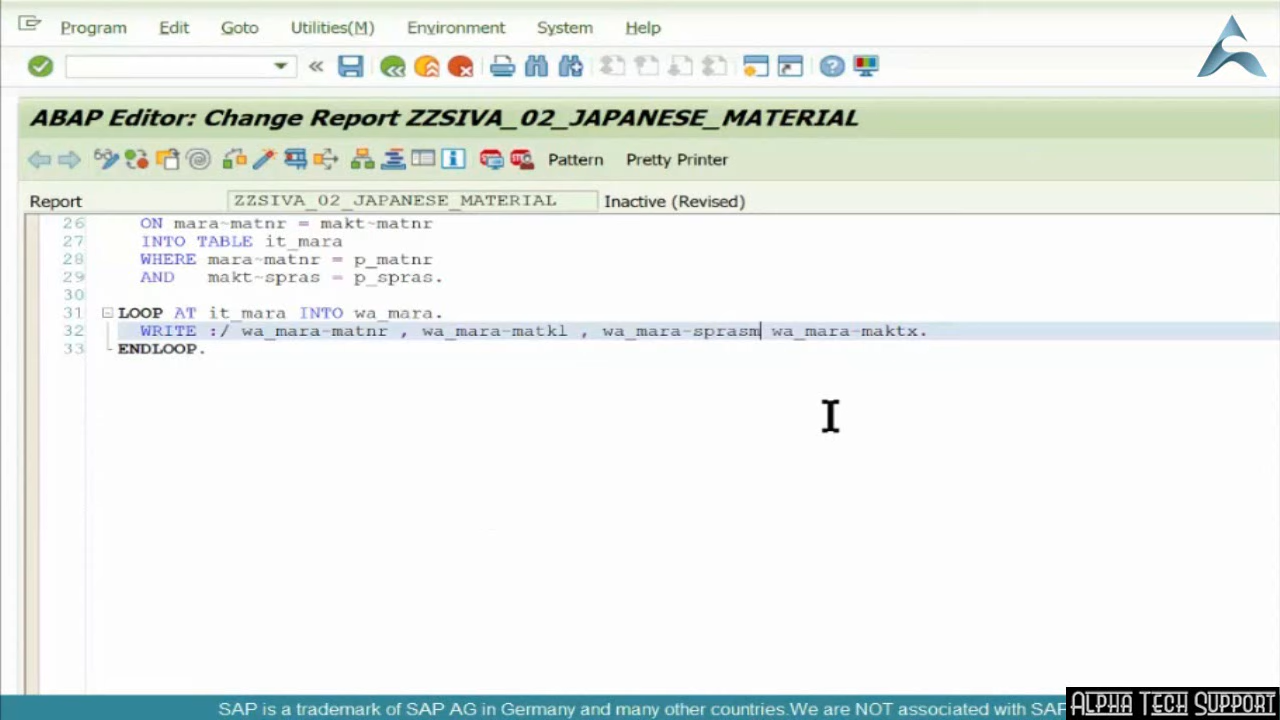 Program Edit Goto Utilities(M) Environment System Help
ABAP Editor: Change Report ZZSIVA_02_JAPANESE_MATERIAL
Pattern Pretty Printer
Report ZZSIVA_02_JAPANESE_MATERIAL Inactive (Revised)
26 ON mara~matnr = makt~matnr
27 INTO TABLE it_mara
28 WHERE mara~matnr = p_matnr
29 AND makt~spras = p_spras.
30
31 LOOP AT it_mara INTO wa_mara.
32 WRITE :/ wa_mara-matnr , wa_mara-matkl , wa_mara-sprasm wa_mara-maktx.
33 ENDLOOP.
SAP is a trademark of SAP AG in Germany and many other countries.We are NOT associated with SAP
ALPHA TECH SUPPORT